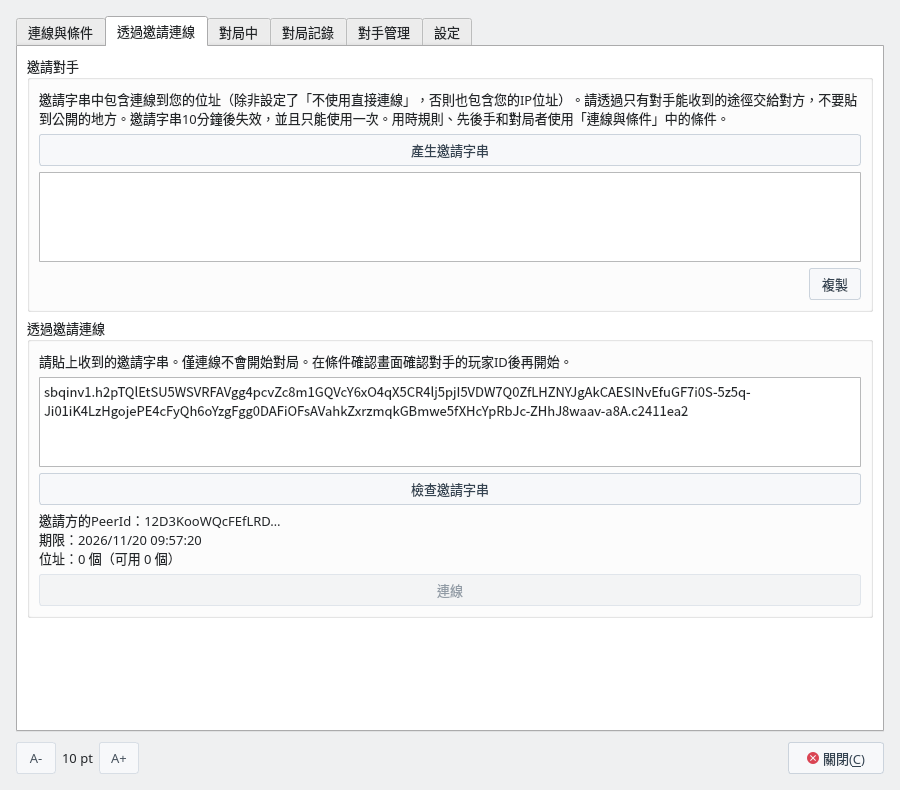 連線與條件
透過邀請連線
對局中
對局記錄
對手管理
設定
邀請對手
邀請字串中包含連線到您的位址（除非設定了「不使用直接連線」，否則也包含您的IP位址）。請透過只有對手能收到的途徑交給對方，不要貼
到公開的地方。邀請字串10分鐘後失效，並且只能使用一次。用時規則、先後手和對局者使用「連線與條件」中的條件。
產生邀請字串
複製
透過邀請連線
請貼上收到的邀請字串。僅連線不會開始對局。在條件確認畫面確認對手的玩家ID後再開始。
sbqinv1.h2pTQlEtSU5WSVRFAVgg4pcvZc8m1GQVcY6xO4qX5CR4lj5pjI5VDW7Q0ZfLHZNYJgAkCAESINvEfuGF7i0S-5z5q-
Ji01iK4LzHgojePE4cFyQh6oYzgFgg0DAFiOFsAVahkZxrzmqkGBmwe5fXHcYpRbJc-ZHhJ8waav-a8A.c2411ea2
檢查邀請字串
邀請方的PeerId：12D3KooWQcFEfLRD...
期限：2026/11/20 09:57:20
位址：0 個（可用 0 個）
連線
A-
10 pt
A+
關閉(C)